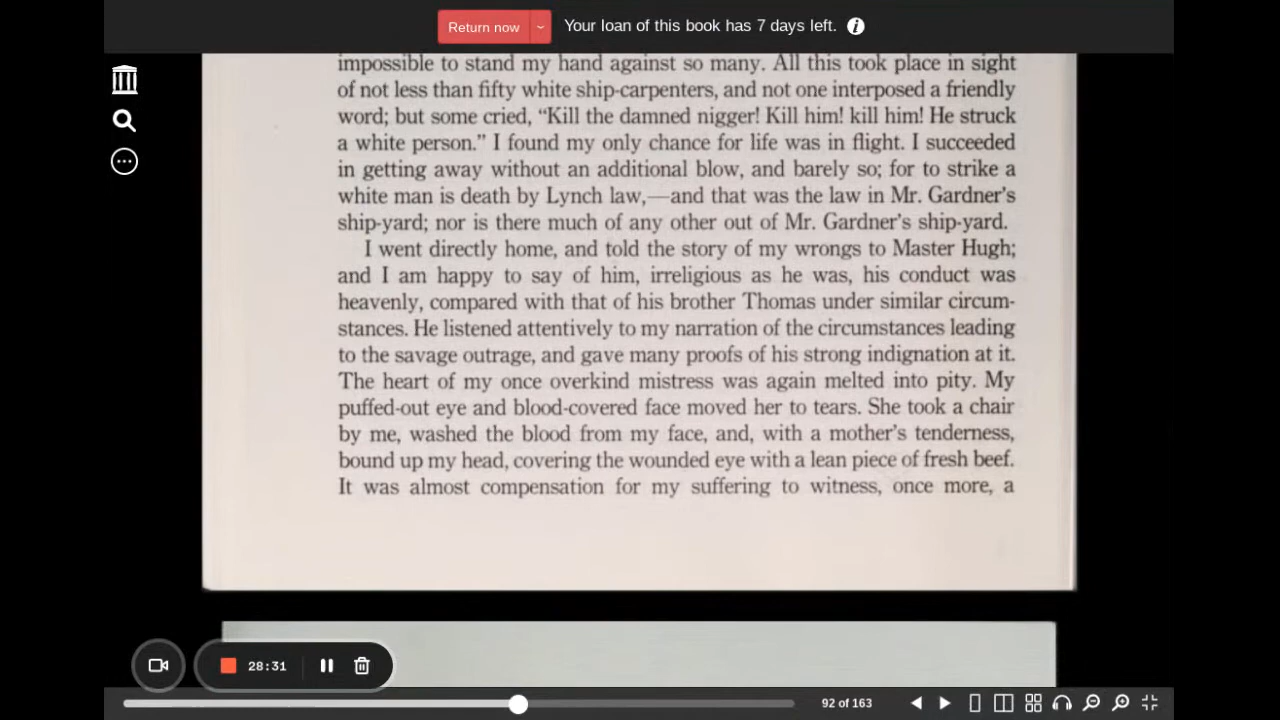 Return now
Your loan of this book has 7 days left.
impossible to stand my hand against so many. All this took place in sight
of not less than fifty white ship-carpenters, and not one interposed a friendly
word; but some cried, “Kill the damned nigger! Kill him! kill him! He struck
a white person.” I found my only chance for life was in flight. I succeeded
in getting away without an additional blow, and barely so; for to strike a
white man is death by Lynch law,—and that was the law in Mr. Gardner’s
ship-yard; nor is there much of any other out of Mr. Gardner’s ship-yard.
I went directly home, and told the story of my wrongs to Master Hugh;
and I am happy to say of him, irreligious as he was, his conduct was
heavenly, compared with that of his brother Thomas under similar circum-
stances. He listened attentively to my narration of the circumstances leading
to the savage outrage, and gave many proofs of his strong indignation at it.
The heart of my once overkind mistress was again melted into pity. My
puffed-out eye and blood-covered face moved her to tears. She took a chair
by me, washed the blood from my face, and, with a mother’s tenderness,
bound up my head, covering the wounded eye with a lean piece of fresh beef.
It was almost compensation for my suffering to witness, once more, a
28:31
92 of 163